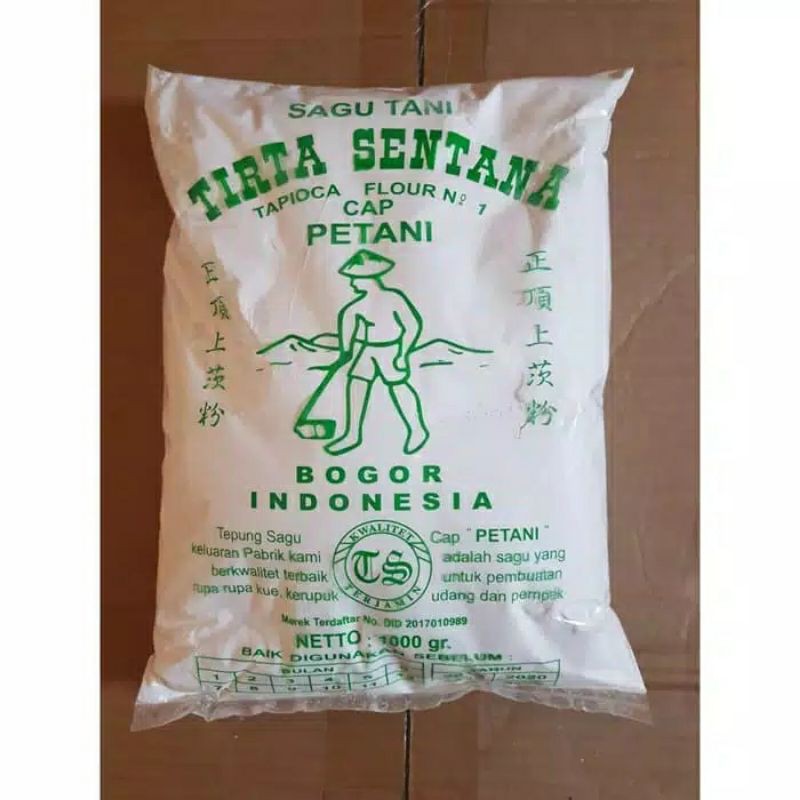 SAGU TANI
TIRTA SENTANA
TAPIOCA FLOUR Nº 1
CAP
PETANI
正頂上茨粉
正頂上茨粉
BOGOR
INDONESIA
Tepung Sagu
keluaran Pabrik kami
berkwalitet terbaik
rupa rupa kue, kerupuk
KWALITET
TS
TERJAMIN
Cap " PETANI "
adalah sagu yang
untuk pembuatan
udang dan pempek
Merek Terdaftar No. DID 2017010989
NETTO : 1000 gr.
BAIK DIGUNAKAN SEBELUM :
BULAN TAHUN
1 2 3 4 5 2020
7 8 9 10 11